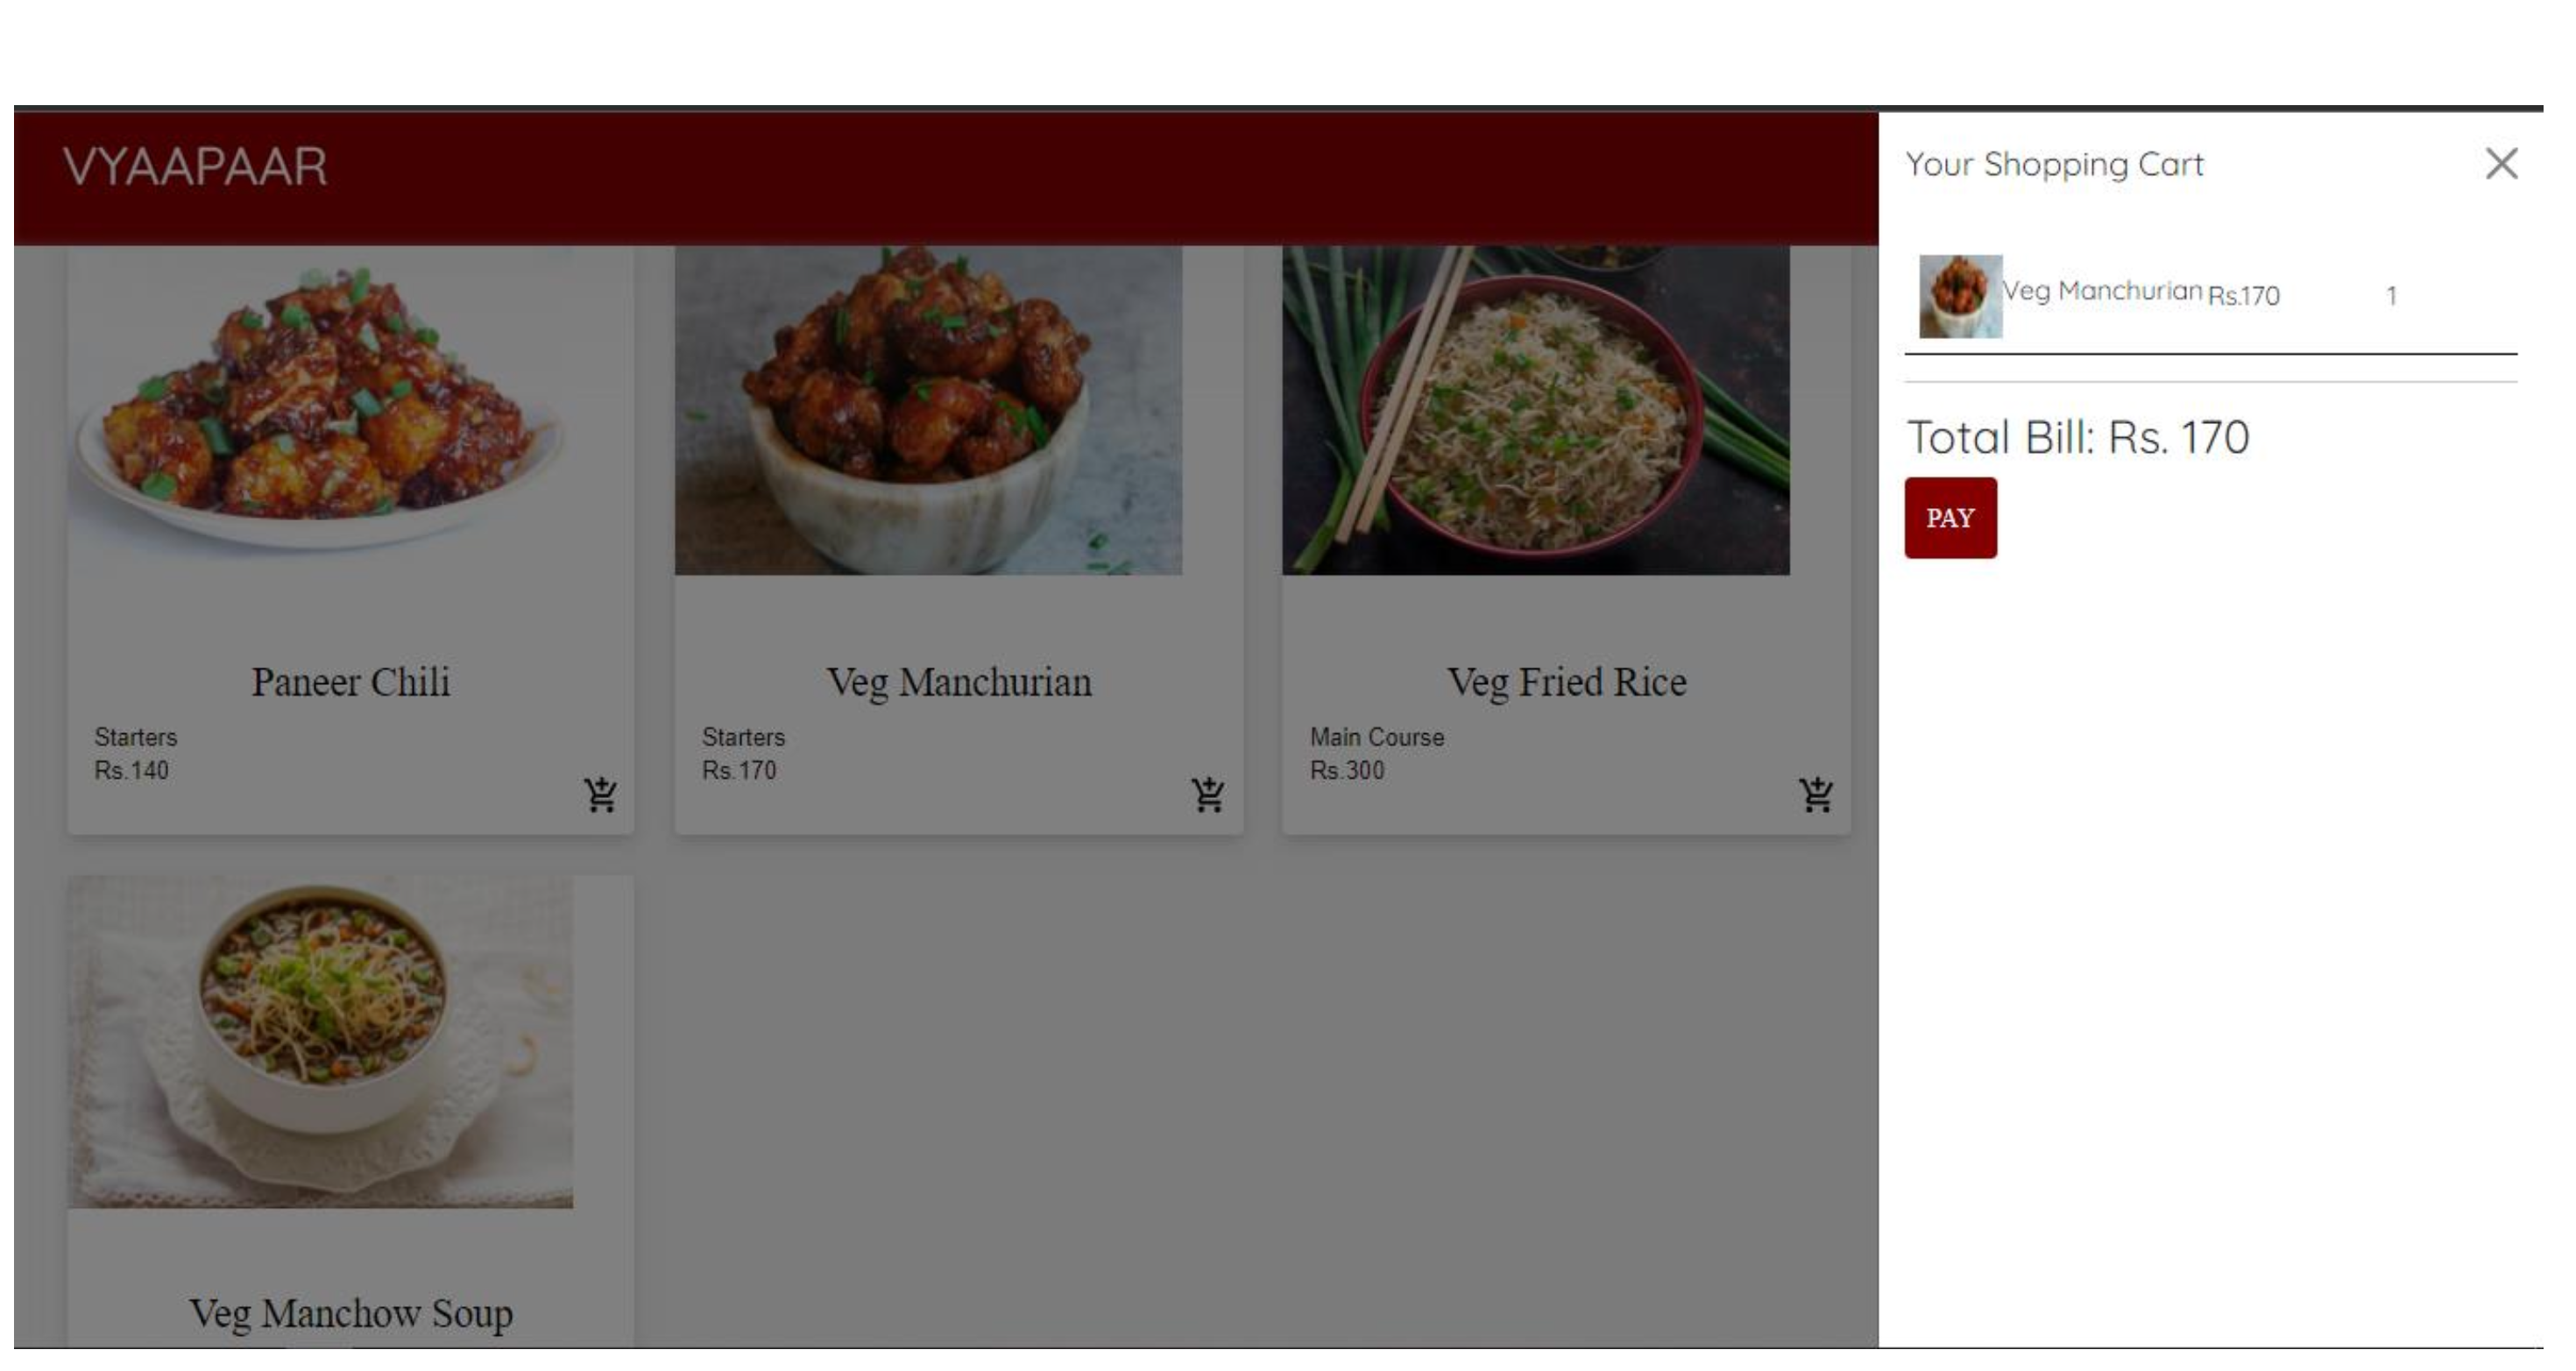 VYAAPAAR
Your Shopping Cart
Veg Manchurian Rs.170 1
Total Bill: Rs. 170
PAY
Paneer Chili
Starters
Rs.140
Veg Manchurian
Starters
Rs.170
Veg Fried Rice
Main Course
Rs.300
Veg Manchow Soup